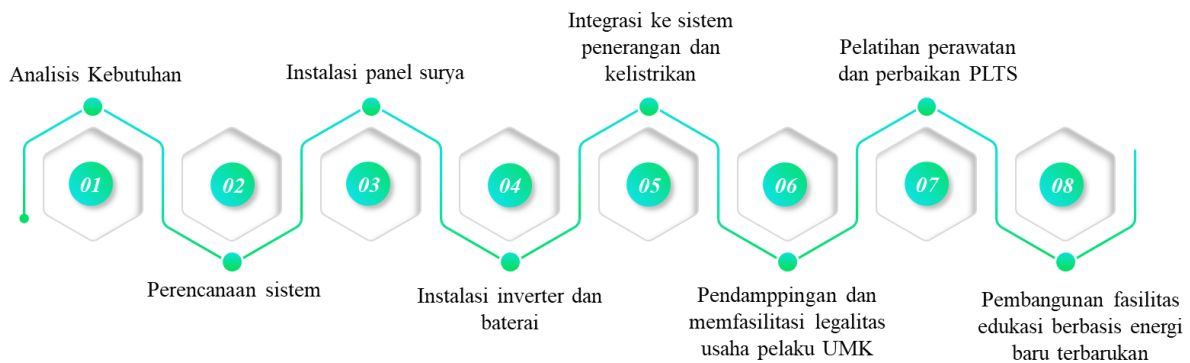 01
Analisis Kebutuhan
02
Perencanaan sistem
03
Instalasi panel surya
04
Instalasi inverter dan
baterai
05
Integrasi ke sistem
penerangan dan
kelistrikan
06
Pendamppingan dan
memfasilitasi legalitas
usaha pelaku UMK
07
Pelatihan perawatan
dan perbaikan PLTS
08
Pembangunan fasilitas
edukasi berbasis energi
baru terbarukan